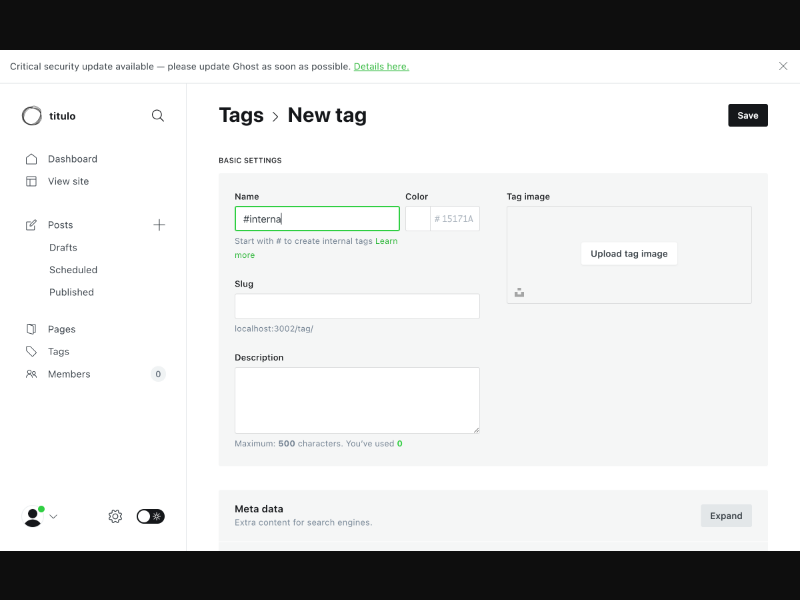 Critical security update available — please update Ghost as soon as possible. Details here.
titulo
Tags › New tag
Save
Dashboard
View site
BASIC SETTINGS
Name
Color
Tag image
#interna
# 15171A
Start with # to create internal tags Learn
more
Upload tag image
Posts
Drafts
Scheduled
Published
Slug
localhost:3002/tag/
Pages
Tags
Members
0
Description
Maximum: 500 characters. You've used 0
Meta data
Extra content for search engines.
Expand